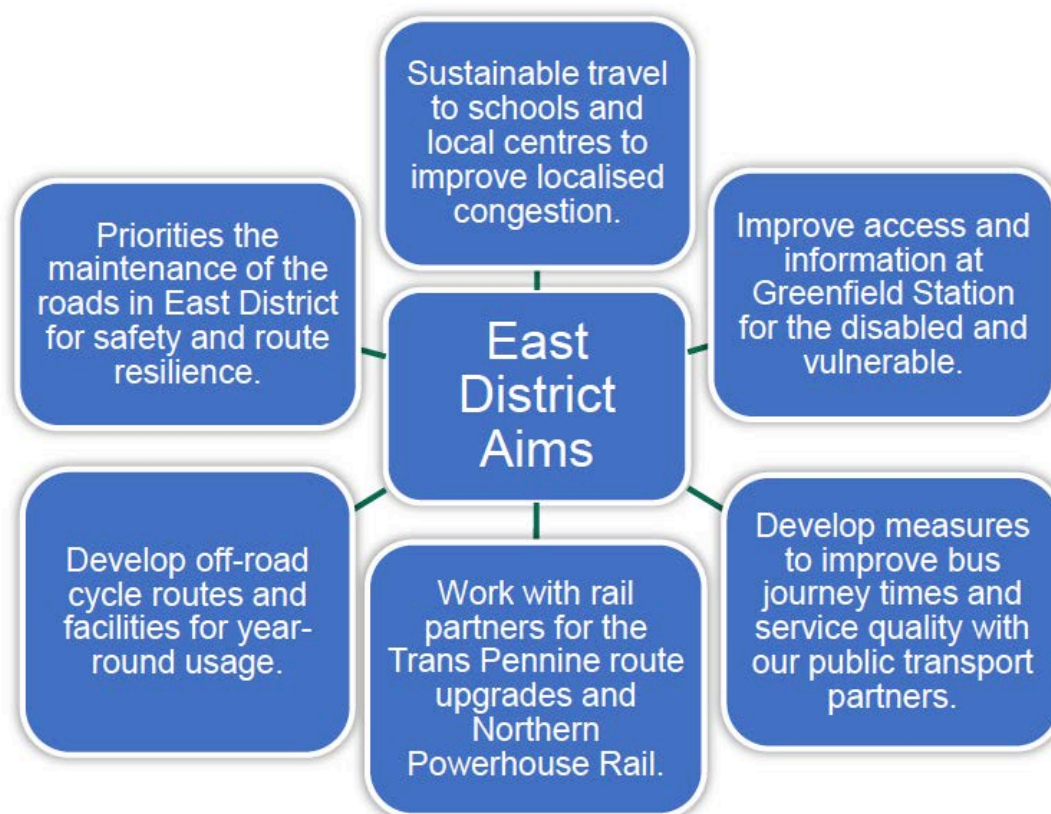 Sustainable travel
to schools and
local centres to
improve localised
congestion.
Priorities the
maintenance of the
roads in East District
for safety and route
resilience.
Improve access and
information at
Greenfield Station
for the disabled and
vulnerable.
East
District
Aims
Develop off-road
cycle routes and
facilities for year-
round usage.
Work with rail
partners for the
Trans Pennine route
upgrades and
Northern
Powerhouse Rail.
Develop measures
to improve bus
journey times and
service quality with
our public transport
partners.